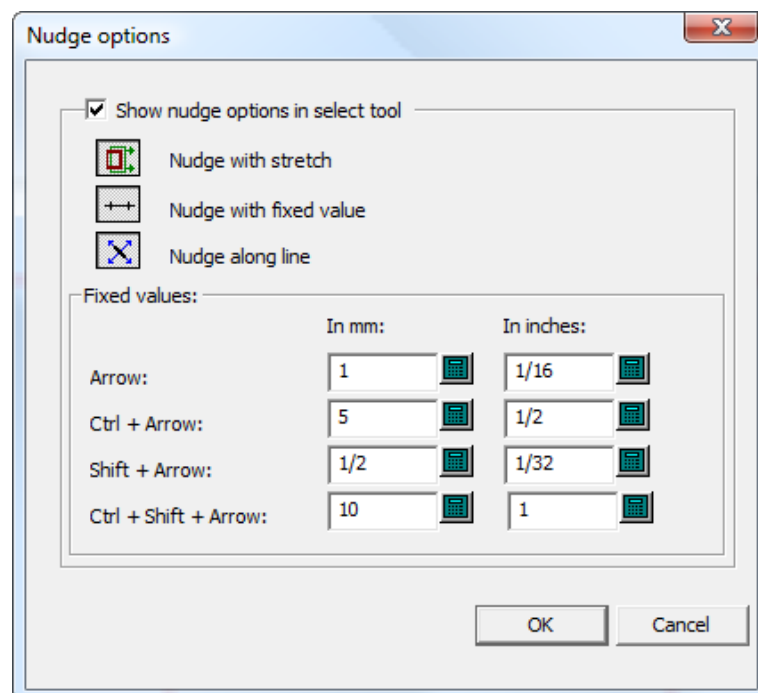 Nudge options
Show nudge options in select tool
Nudge with stretch
Nudge with fixed value
Nudge along line
Fixed values:
In mm: In inches:
Arrow: 1 1/16
Ctrl + Arrow: 5 1/2
Shift + Arrow: 1/2 1/32
Ctrl + Shift + Arrow: 10 1
OK Cancel